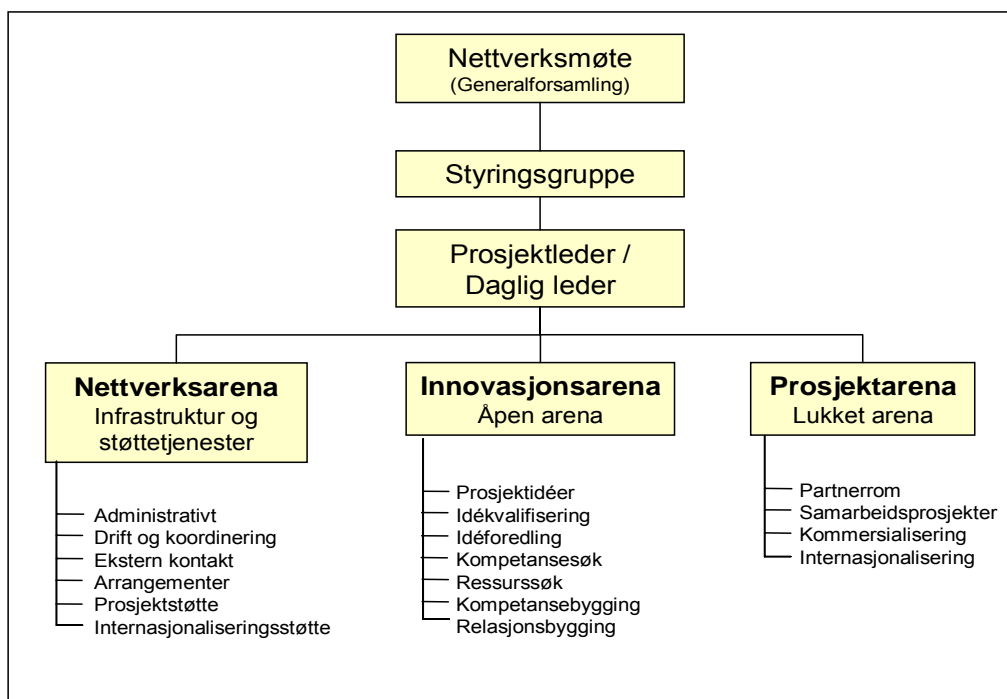 Nettverksmøte
(Generalforsamling)
Styringsgruppe
Prosjektleder /
Daglig leder
Nettverksarena
Infrastruktur og
støttetjenester
Administrativt
Drift og koordinering
Ekstern kontakt
Arrangementer
Prosjektstøtte
Internasjonaliseringsstøtte
Innovasjonsarena
Åpen arena
Prosjektidéer
Idékvalifisering
Idéforedling
Kompetansesøk
Ressurssøk
Kompetansebygging
Relasjonsbygging
Prosjektarena
Lukket arena
Partnerrom
Samarbeidsprosjekter
Kommersialisering
Internasjonalisering